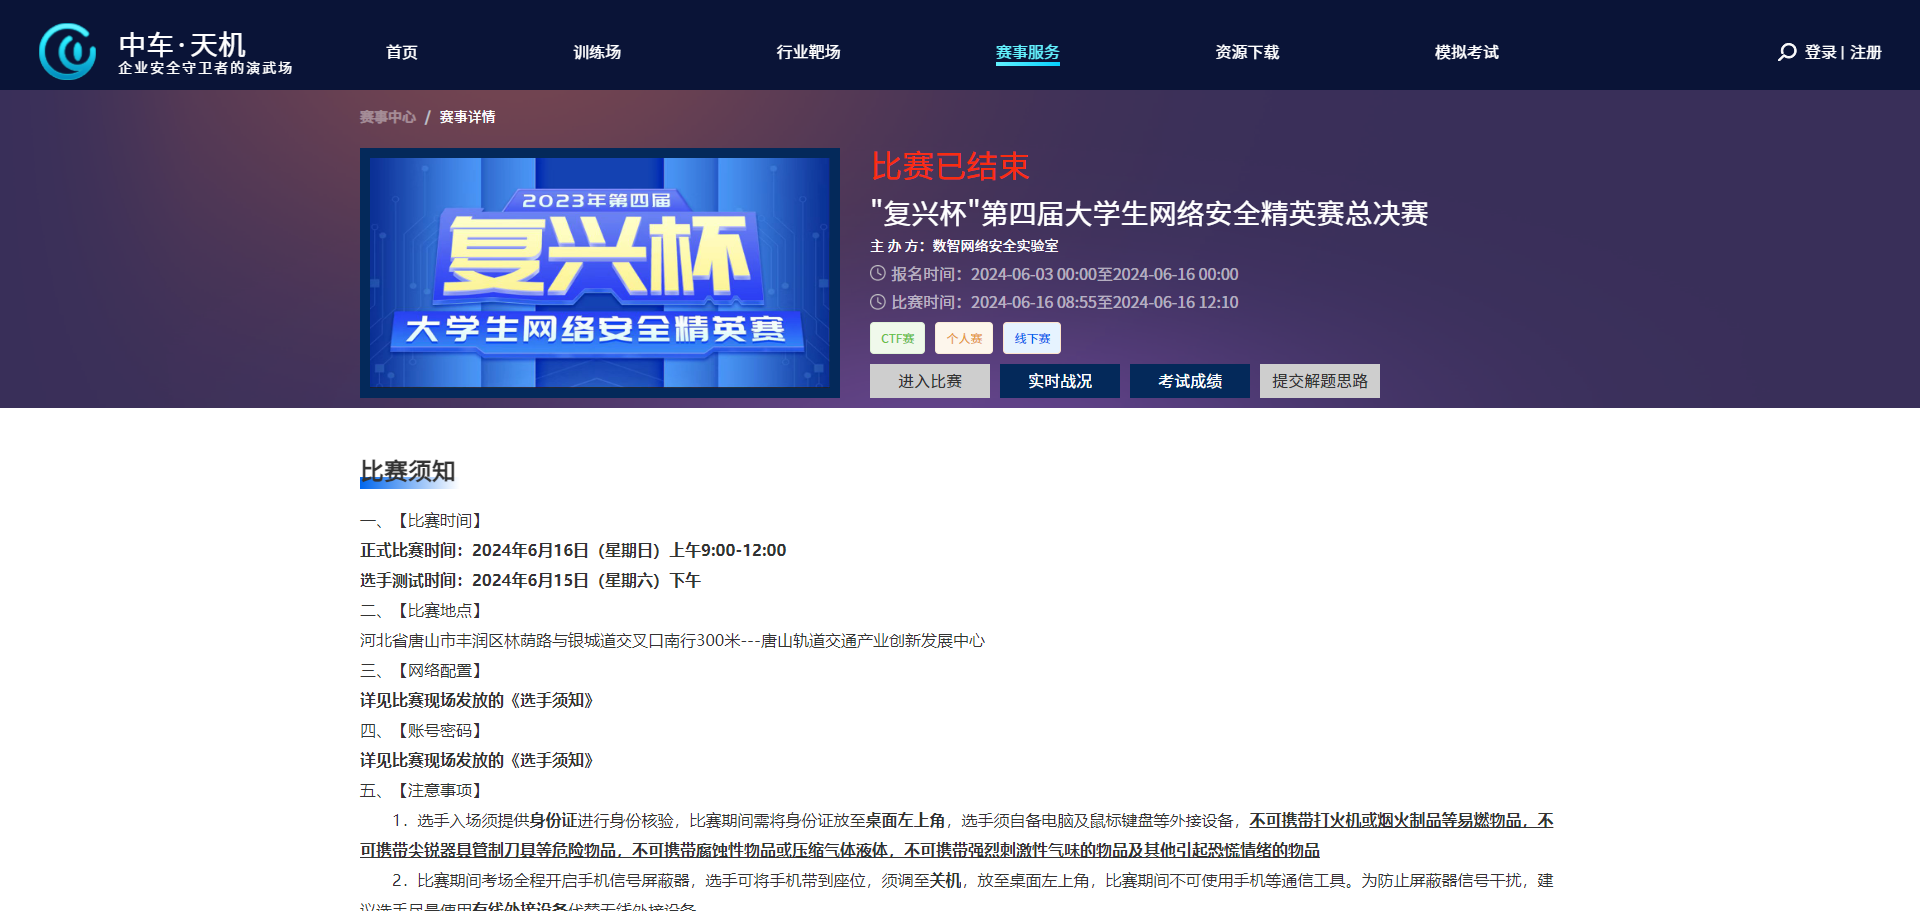 中车·天机
企业安全守卫者的演武场
首页
训练场
行业靶场
赛事服务
资源下载
模拟考试
登录 | 注册
赛事中心 / 赛事详情
2023年第四届
复兴杯
大学生网络安全精英赛
比赛已结束
"复兴杯"第四届大学生网络安全精英赛总决赛
主 办 方：数智网络安全实验室
报名时间：2024-06-03 00:00至2024-06-16 00:00
比赛时间：2024-06-16 08:55至2024-06-16 12:10
CTF赛
个人赛
线下赛
进入比赛
实时战况
考试成绩
提交解题思路
比赛须知
一、【比赛时间】
正式比赛时间：2024年6月16日（星期日）上午9:00-12:00
选手测试时间：2024年6月15日（星期六）下午
二、【比赛地点】
河北省唐山市丰润区林荫路与银城道交叉口南行300米---唐山轨道交通产业创新发展中心
三、【网络配置】
详见比赛现场发放的《选手须知》
四、【账号密码】
详见比赛现场发放的《选手须知》
五、【注意事项】
1．选手入场须提供身份证进行身份核验，比赛期间需将身份证放至桌面左上角，选手须自备电脑及鼠标键盘等外接设备，不可携带打火机或烟火制品等易燃物品，不
可携带尖锐器具管制刀具等危险物品，不可携带腐蚀性物品或压缩气体液体，不可携带强烈刺激性气味的物品及其他引起恐慌情绪的物品
2．比赛期间考场全程开启手机信号屏蔽器，选手可将手机带到座位，须调至关机，放至桌面左上角，比赛期间不可使用手机等通信工具。为防止屏蔽器信号干扰，建
议选手尽量使用有线外接设备代替无线外接设备